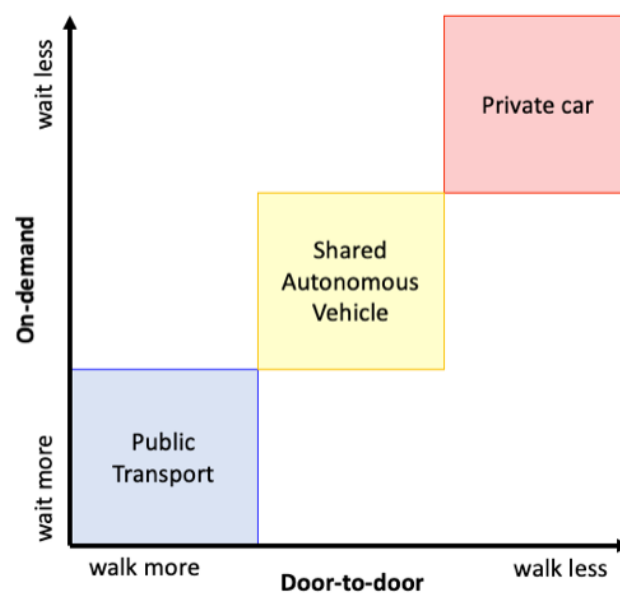 wait less
Private car
Shared
Autonomous
Vehicle
On-demand
Public
Transport
wait more
walk more
walk less
Door-to-door